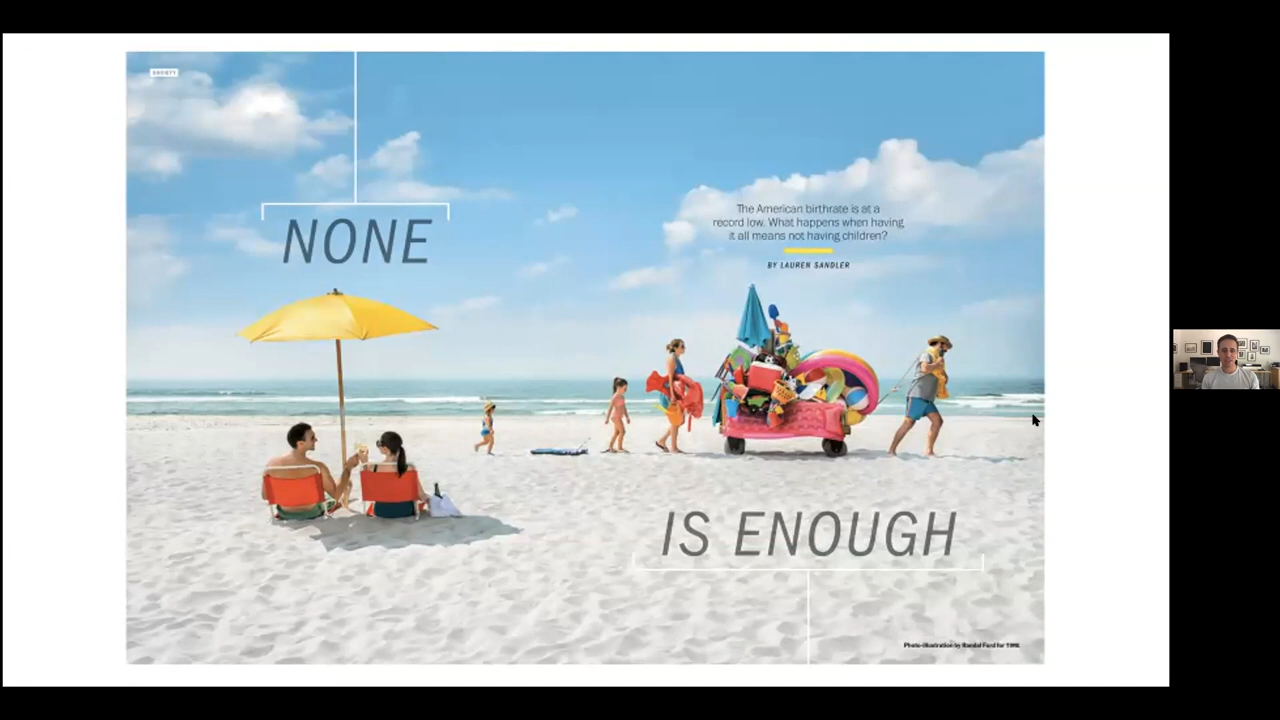 SOCIETY
NONE
The American birthrate is at a
record low. What happens when having
it all means not having children?
BY LAUREN SANDLER
IS ENOUGH
Photo-illustration by Randal Ford for TIME